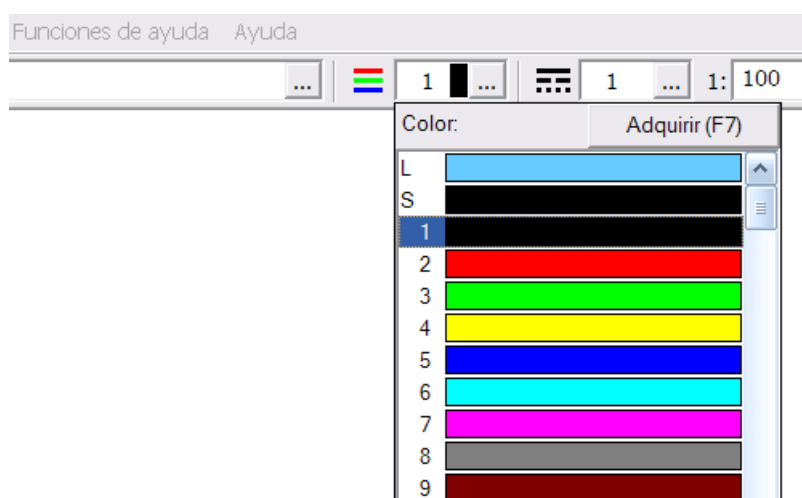 Funciones de ayuda Ayuda
... 1 ... 1 ... 1: 100
Color: Adquirir (F7)
L
S
1
2
3
4
5
6
7
8
9